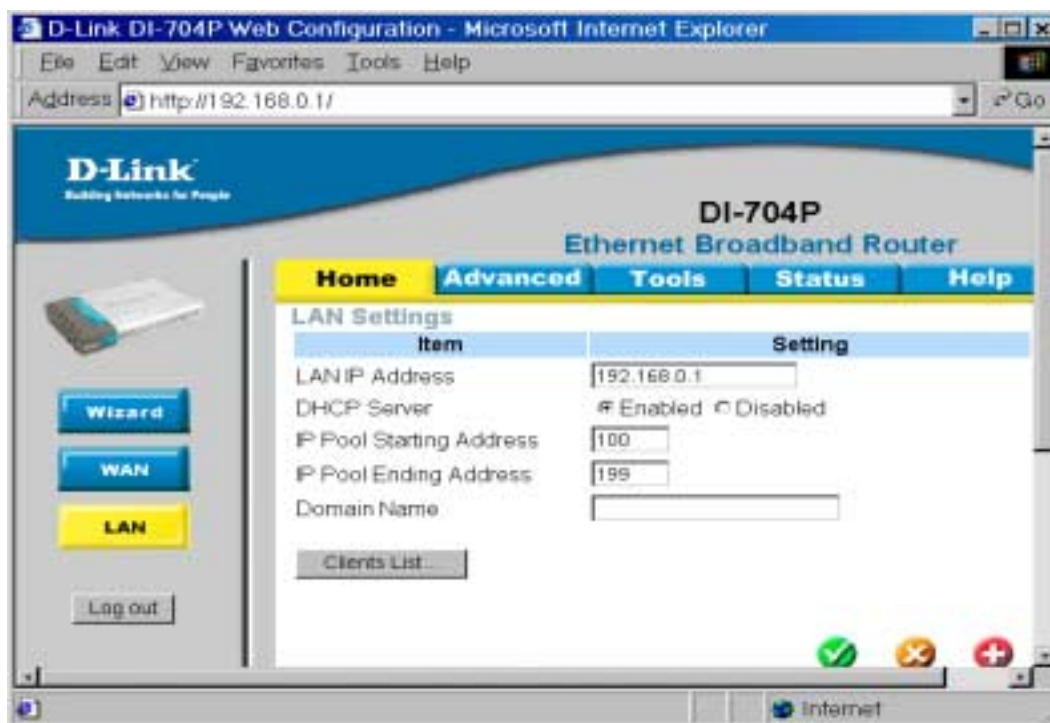 D-Link DI-704P Web Configuration - Microsoft Internet Explorer
File Edit View Favorites Tools Help
Address http://192.168.0.1/ Go
D-Link
Building Networks for People
DI-704P
Ethernet Broadband Router
Home Advanced Tools Status Help
LAN Settings
Item Setting
LAN IP Address 192.168.0.1
DHCP Server Enabled Disabled
IP Pool Starting Address 100
IP Pool Ending Address 199
Domain Name
Clients List...
Wizard
WAN
LAN
Log out
Internet